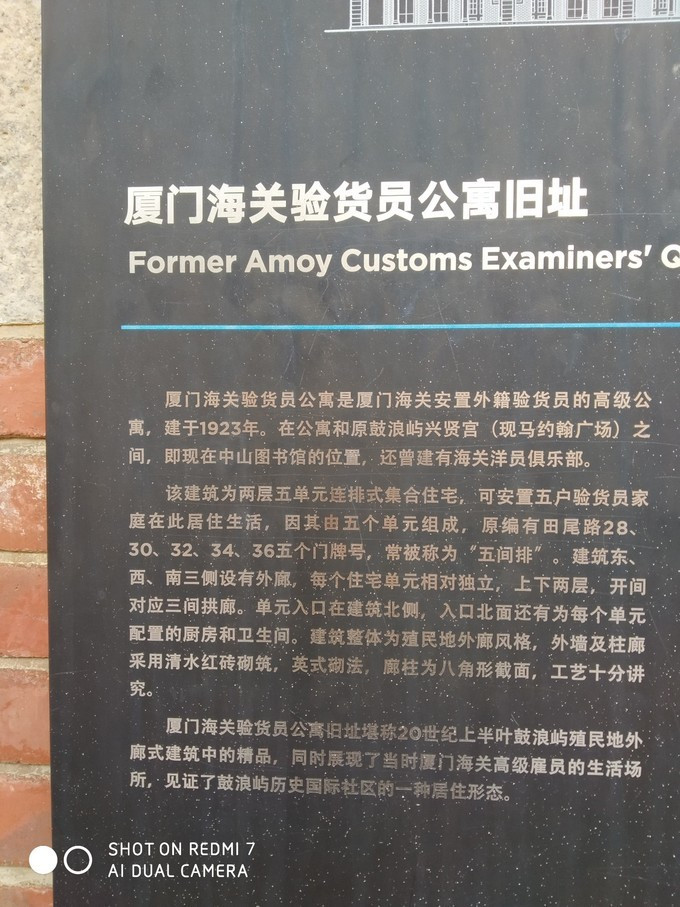 厦门海关验货员公寓旧址
Former Amoy Customs Examiners'
厦门海关验货员公寓是厦门海关安置外籍验货员的高级公
寓，建于1923年。在公寓和原鼓浪屿兴贤宫（现马约翰广场）之
间，即现在中山图书馆的位置，还曾建有海关洋员俱乐部。
该建筑为两层五单元连排式集合住宅，可安置五户验货员家
庭在此居住生活，因其由五个单元组成，原编有田尾路28、
30、32、34、36五个门牌号，常被称为“五间排”。建筑东、
西、南三侧设有外廊，每个住宅单元相对独立，上下两层，开间
对应三间拱廊。单元入口在建筑北侧，入口北面还有为每个单元
配置的厨房和卫生间。建筑整体为殖民地外廊风格，外墙及柱廊
采用清水红砖砌筑，英式砌法，廊柱为八角形截面，工艺十分讲
究。
厦门海关验货员公寓旧址堪称20世纪上半叶鼓浪屿殖民地外
廊式建筑中的精品，同时展现了当时厦门海关高级雇员的生活场
所，见证了鼓浪屿历史国际社区的一种居住形态。
SHOT ON REDMI 7
AI DUAL CAMERA